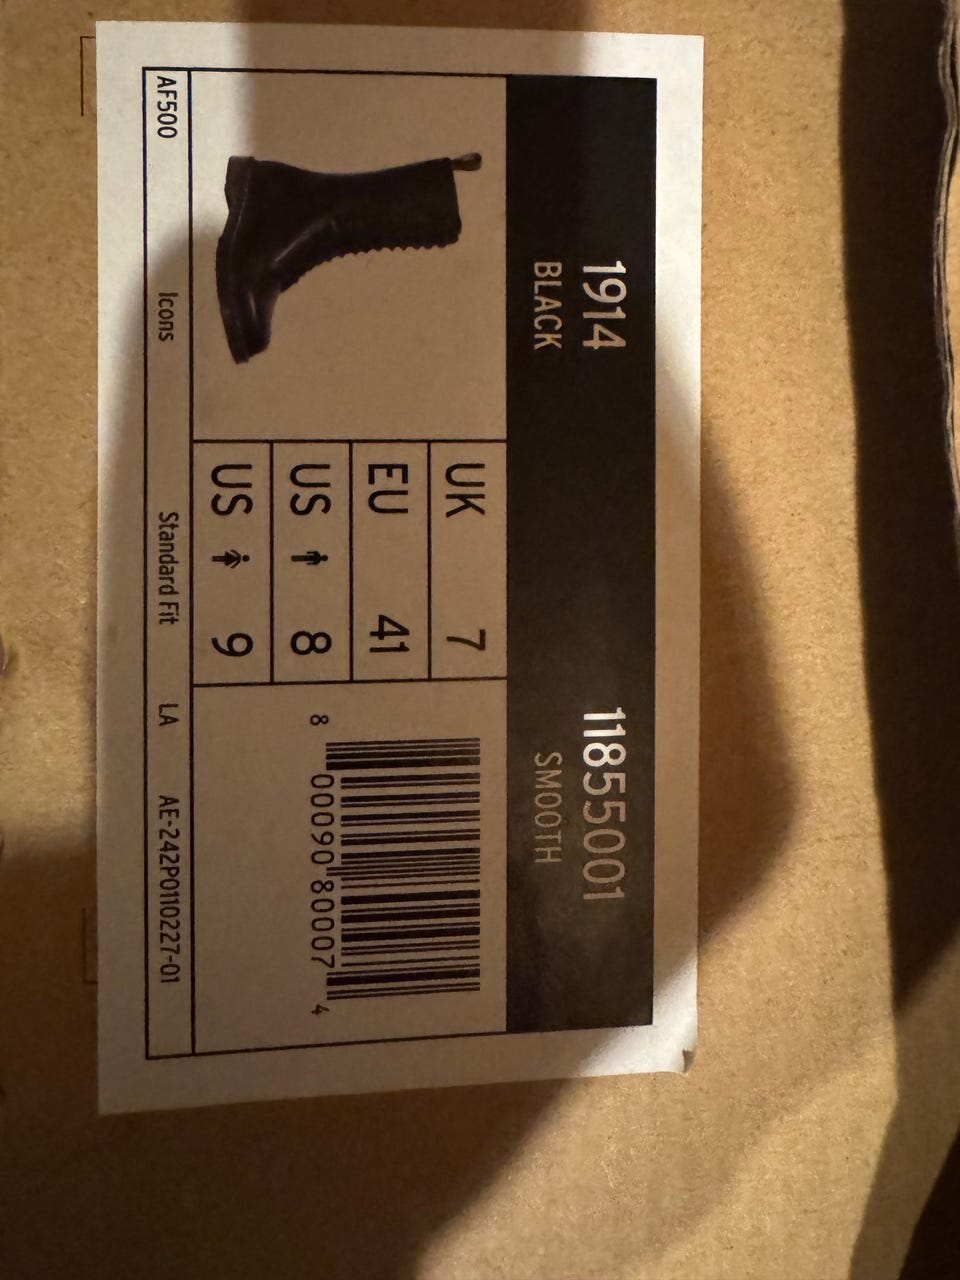 1914
BLACK
11855001
SMOOTH
UK 7
EU 41
US 8
US 9
8 00090 80007 4
AF500 Icons Standard Fit LA AE-242P0110227-01